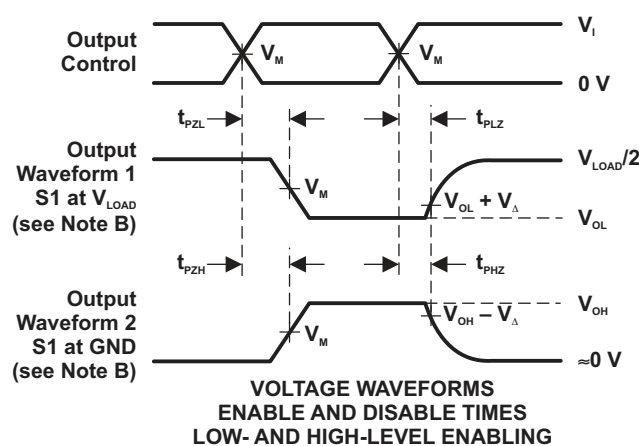 Output
Control
V_M
V_M
V_I
0 V
t_PZL
t_PLZ
Output
Waveform 1
S1 at V_LOAD
(see Note B)
V_M
V_OL + V_Δ
V_LOAD/2
V_OL
t_PZH
t_PHZ
Output
Waveform 2
S1 at GND
(see Note B)
V_M
V_OH – V_Δ
V_OH
≈0 V
VOLTAGE WAVEFORMS
ENABLE AND DISABLE TIMES
LOW- AND HIGH-LEVEL ENABLING